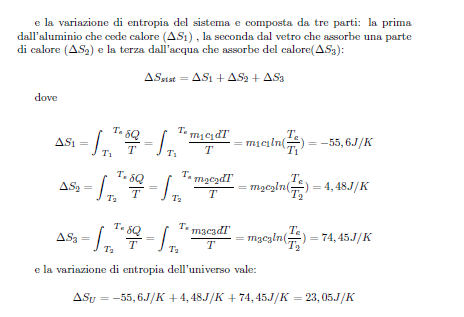 e la variazione di entropia del sistema e composta da tre parti: la prima
dall'aluminio che cede calore (ΔS₁) , la seconda dal vetro che assorbe una parte
di calore (ΔS₂) e la terza dall'acqua che assorbe del calore(ΔS₃):
ΔSₛᵢₛₜ = ΔS₁ + ΔS₂ + ΔS₃
dove
ΔS₁ = ∫_{T₁}^{Tₑ} δQ/T = ∫_{T₁}^{Tₑ} m₁c₁dT/T = m₁c₁ln(Tₑ/T₁) = −55, 6J/K
ΔS₂ = ∫_{T₂}^{Tₑ} δQ/T = ∫_{T₂}^{Tₑ} m₂c₂dT/T = m₂c₂ln(Tₑ/T₂) = 4, 48J/K
ΔS₃ = ∫_{T₂}^{Tₑ} δQ/T = ∫_{T₂}^{Tₑ} m₃c₃dT/T = m₃c₃ln(Tₑ/T₂) = 74, 45J/K
e la variazione di entropia dell'universo vale:
ΔS_U = −55, 6J/K + 4, 48J/K + 74, 45J/K = 23, 05J/K